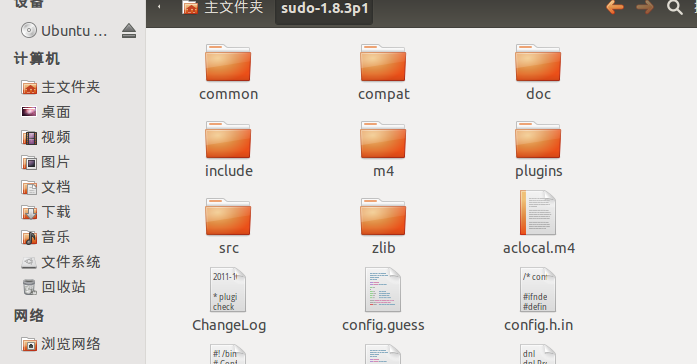 设备
主文件夹 sudo-1.8.3p1
Ubuntu ...
计算机
主文件夹
桌面
视频
图片
文档
下载
音乐
文件系统
回收站
网络
浏览网络
common compat doc
include m4 plugins
src zlib aclocal.m4
2011-1
* plugi
check
/* com
#ifnde
#defin
ChangeLog config.guess config.h.in
#! /bin
dnl